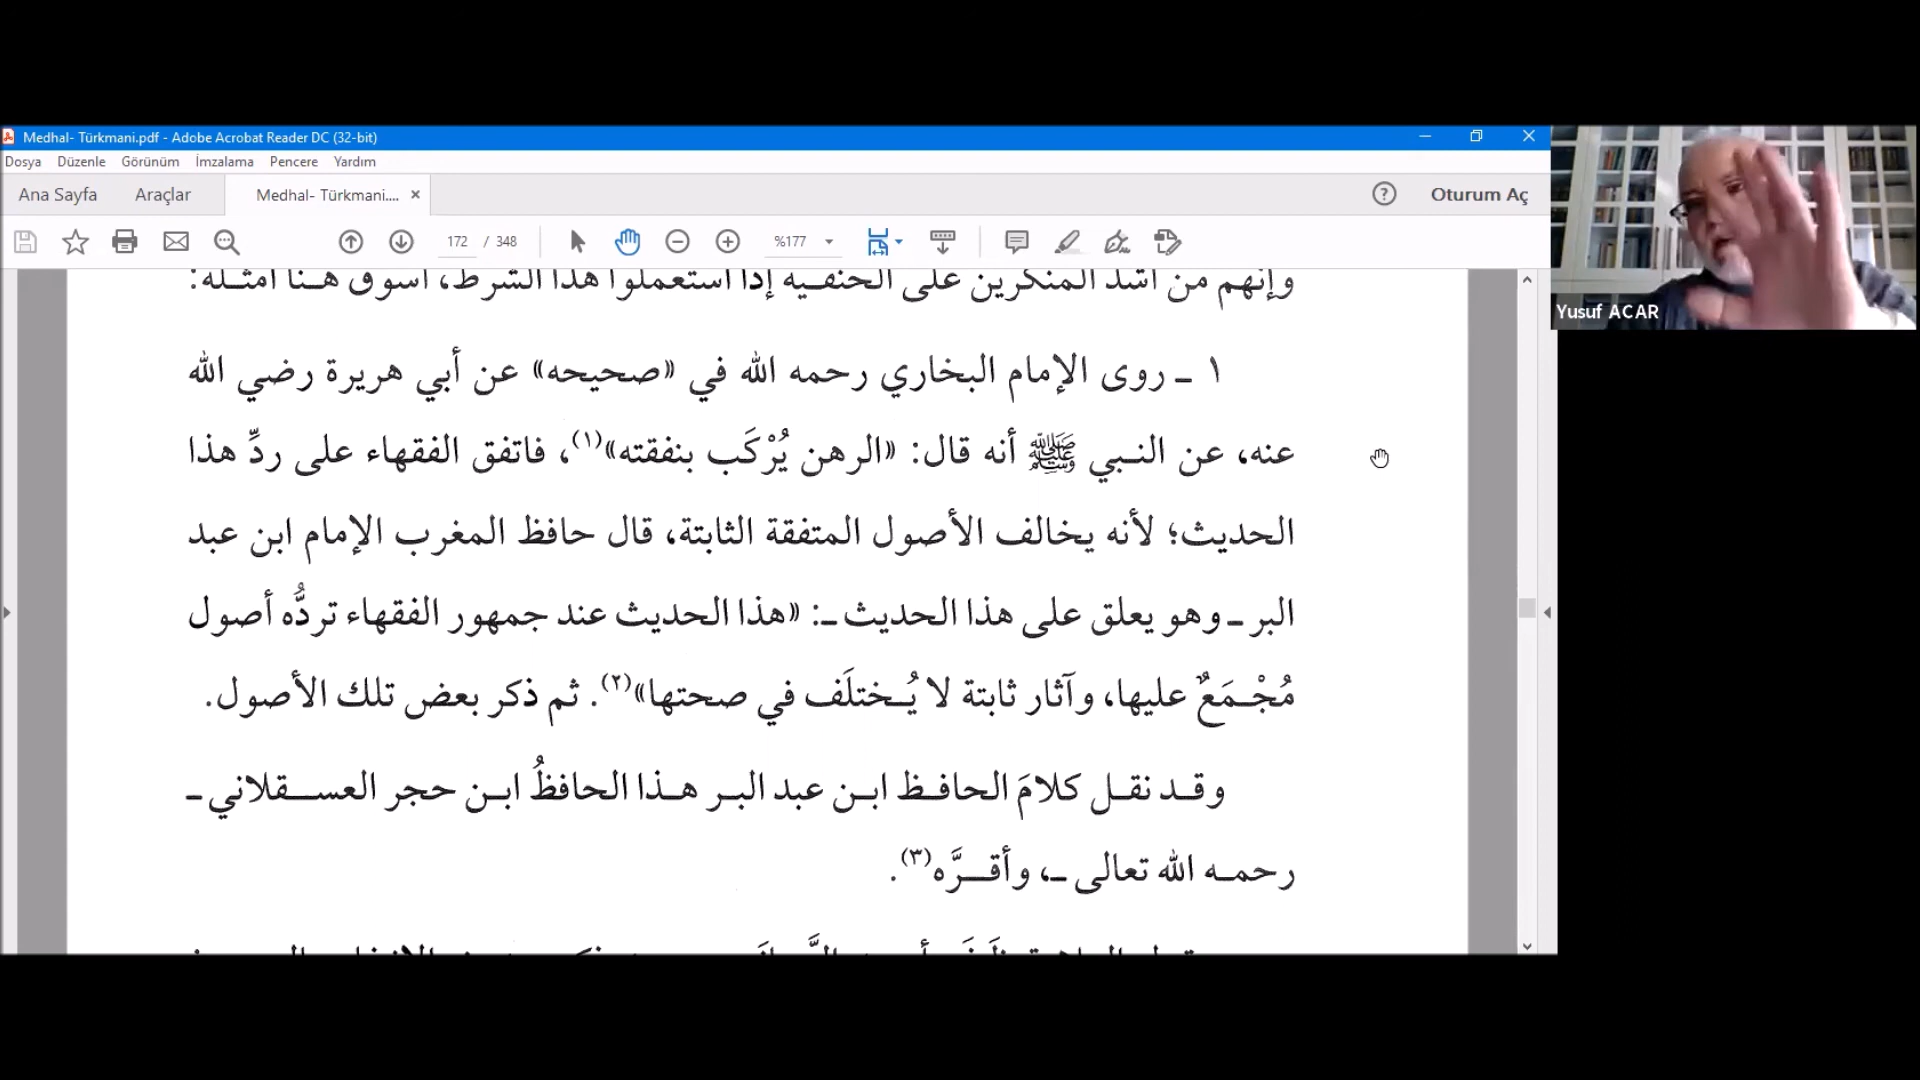 Medhal- Türkmani.pdf - Adobe Acrobat Reader DC (32-bit)
Dosya Düzenle Görünüm İmzalama Pencere Yardım
Ana Sayfa Araçlar Medhal- Türkmani.... × Oturum Aç
172 / 348 %177
Yusuf ACAR
وإنهم من أشد المنكرين على الحنفية إذا استعملوا هذا الشرط، أسوق هنا أمثلة:
١ ـ روى الإمام البخاري رحمه الله في «صحيحه» عن أبي هريرة رضي الله
عنه، عن النبي ﷺ أنه قال: «الرهن يُرْكَب بنفقته»(١)، فاتفق الفقهاء على ردِّ هذا
الحديث؛ لأنه يخالف الأصول المتفقة الثابتة، قال حافظ المغرب الإمام ابن عبد
البر ـ وهو يعلق على هذا الحديث ـ: «هذا الحديث عند جمهور الفقهاء تردُّه أصول
مُجْمَعٌ عليها، وآثار ثابتة لا يُختلَف في صحتها»(٢). ثم ذكر بعض تلك الأصول.
وقد نقل كلامَ الحافظ ابن عبد البر هذا الحافظُ ابن حجر العسقلاني ـ
رحمه الله تعالى ـ، وأقرَّه(٣).